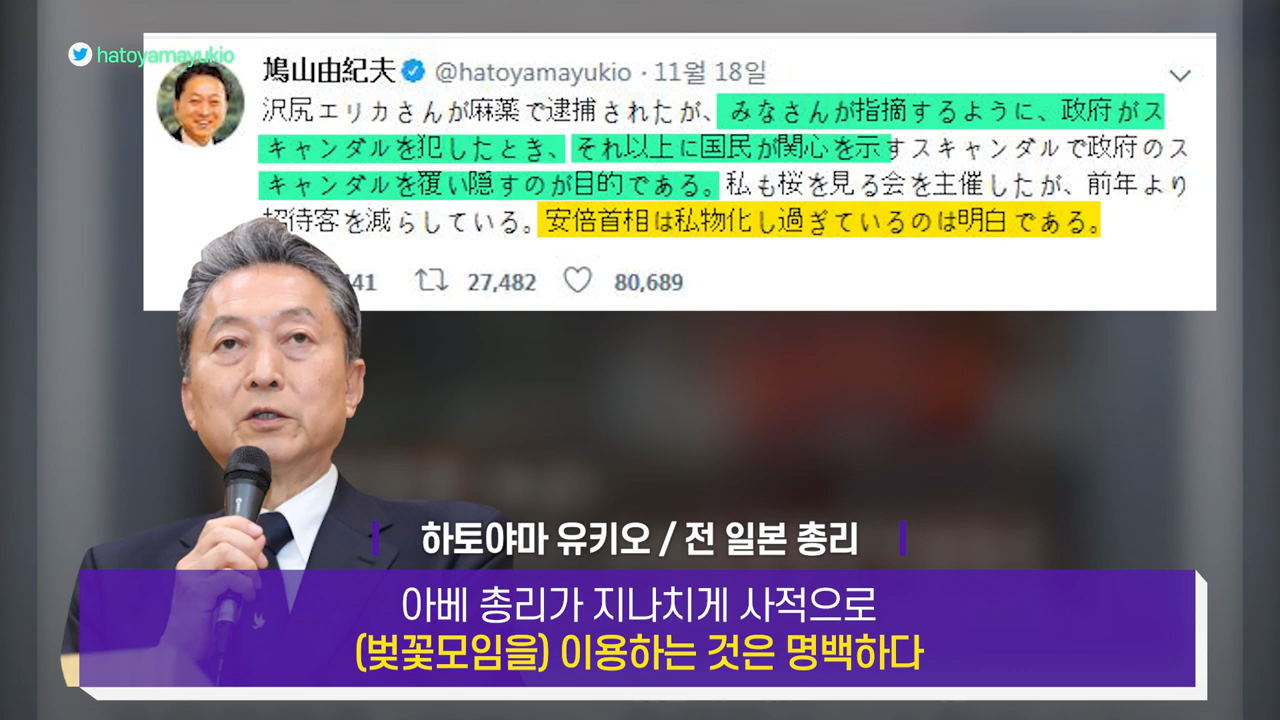 hatoyamayukio
鳩山由紀夫 @hatoyamayukio · 11월 18일
沢尻エリカさんが麻薬で逮捕されたが、みなさんが指摘するように、政府がス
キャンダルを犯したとき、それ以上に国民が関心を示すスキャンダルで政府のス
キャンダルを覆い隠すのが目的である。私も桜を見る会を主催したが、前年より
招待客を減らしている。安倍首相は私物化し過ぎているのは明白である。
27,482 80,689
하토야마 유키오 / 전 일본 총리
아베 총리가 지나치게 사적으로
(벚꽃모임을) 이용하는 것은 명백하다